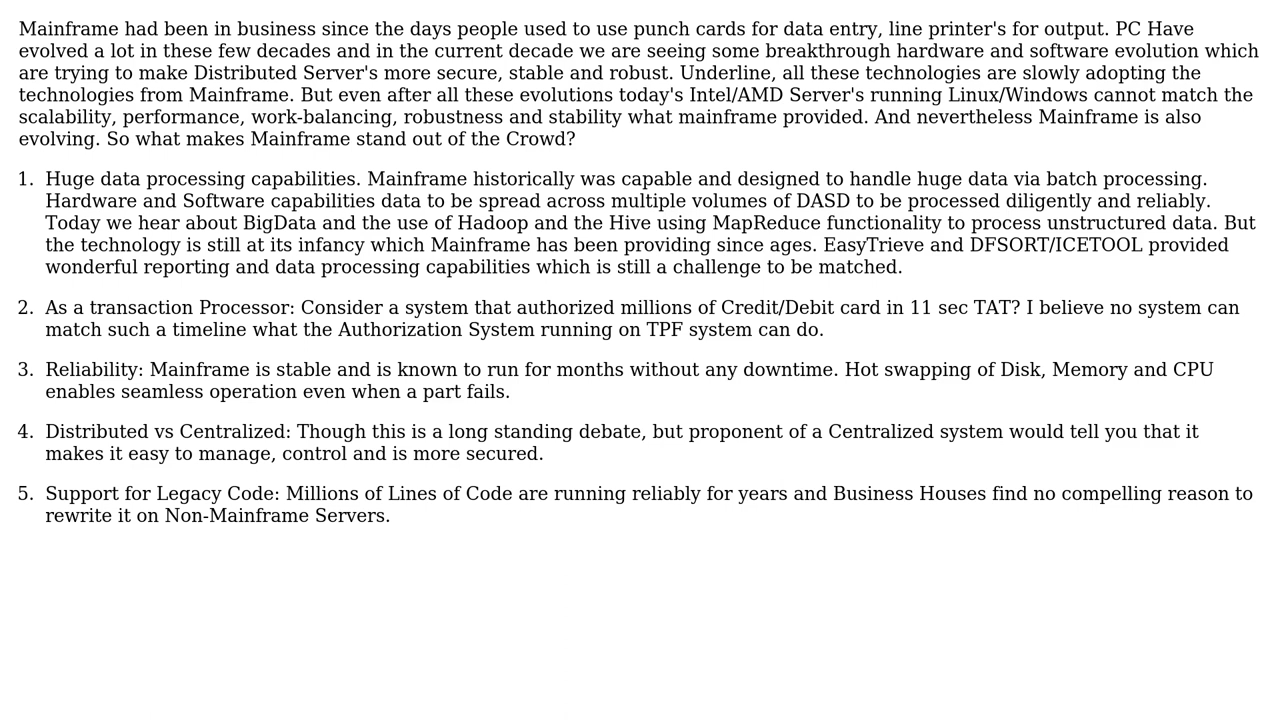 Mainframe had been in business since the days people used to use punch cards for data entry, line printer's for output. PC Have
evolved a lot in these few decades and in the current decade we are seeing some breakthrough hardware and software evolution which
are trying to make Distributed Server's more secure, stable and robust. Underline, all these technologies are slowly adopting the
technologies from Mainframe. But even after all these evolutions today's Intel/AMD Server's running Linux/Windows cannot match the
scalability, performance, work-balancing, robustness and stability what mainframe provided. And nevertheless Mainframe is also
evolving. So what makes Mainframe stand out of the Crowd?
1. Huge data processing capabilities. Mainframe historically was capable and designed to handle huge data via batch processing.
Hardware and Software capabilities data to be spread across multiple volumes of DASD to be processed diligently and reliably.
Today we hear about BigData and the use of Hadoop and the Hive using MapReduce functionality to process unstructured data. But
the technology is still at its infancy which Mainframe has been providing since ages. EasyTrieve and DFSORT/ICETOOL provided
wonderful reporting and data processing capabilities which is still a challenge to be matched.
2. As a transaction Processor: Consider a system that authorized millions of Credit/Debit card in 11 sec TAT? I believe no system can
match such a timeline what the Authorization System running on TPF system can do.
3. Reliability: Mainframe is stable and is known to run for months without any downtime. Hot swapping of Disk, Memory and CPU
enables seamless operation even when a part fails.
4. Distributed vs Centralized: Though this is a long standing debate, but proponent of a Centralized system would tell you that it
makes it easy to manage, control and is more secured.
5. Support for Legacy Code: Millions of Lines of Code are running reliably for years and Business Houses find no compelling reason to
rewrite it on Non-Mainframe Servers.